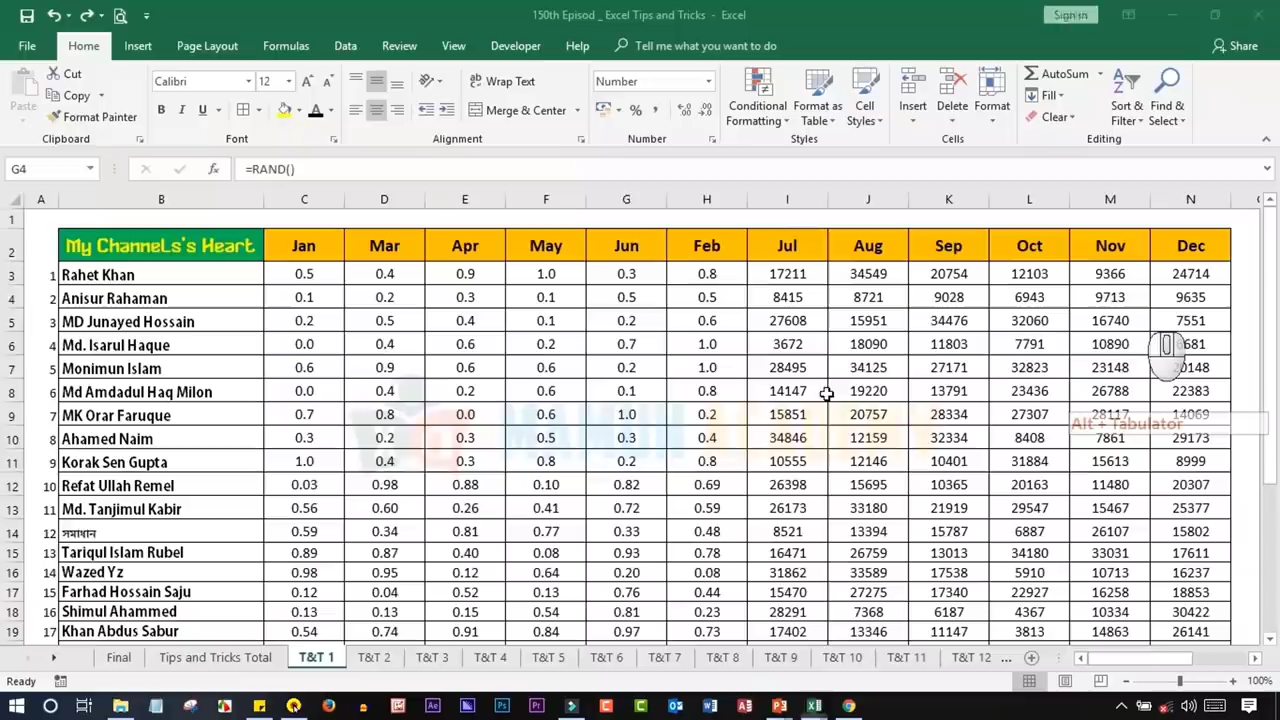 150th Episod _ Excel Tips and Tricks - Excel
Sign in
File Home Insert Page Layout Formulas Data Review View Developer Help Tell me what you want to do Share
Paste Cut Copy Format Painter Clipboard
Calibri 12 B I U Font
Wrap Text Merge & Center Alignment
Number % , Number
Conditional Formatting Format as Table Cell Styles Styles
Insert Delete Format Cells
AutoSum Fill Clear Sort & Filter Find & Select Editing
G4 fx =RAND()
A B C D E F G H I J K L M N
1
2 My Channels's Heart Jan Mar Apr May Jun Feb Jul Aug Sep Oct Nov Dec
3 1 Rahet Khan 0.5 0.4 0.9 1.0 0.3 0.8 17211 34549 20754 12103 9366 24714
4 2 Anisur Rahaman 0.1 0.2 0.3 0.1 0.5 0.5 8415 8721 9028 6943 9713 9635
5 3 MD Junayed Hossain 0.2 0.5 0.4 0.1 0.2 0.6 27608 15951 34476 32060 16740 7551
6 4 Md. Isarul Haque 0.0 0.4 0.6 0.2 0.7 1.0 3672 18090 11803 7791 10890
7 5 Monimun Islam 0.6 0.9 0.2 0.6 0.2 1.0 28495 34125 27171 32823 23148
8 6 Md Amdadul Haq Milon 0.0 0.4 0.2 0.6 0.1 0.8 14147 19220 13791 23436 26788 22383
9 7 MK Orar Faruque 0.7 0.8 0.0 0.6 1.0 0.2 15851 20757 28334 27307 28117 14069
Alt + Tabulator
10 8 Ahamed Naim 0.3 0.2 0.2 0.5 0.3 0.4 34846 12159 32334 8408 7861 29173
11 9 Korak Sen Gupta 1.0 0.4 0.3 0.8 0.2 0.8 10555 12146 10401 31884 15613 8999
12 10 Refat Ullah Remel 0.03 0.98 0.88 0.10 0.82 0.69 26398 15695 10365 20163 11480 20307
13 11 Md. Tanjimul Kabir 0.56 0.60 0.26 0.41 0.72 0.59 26173 33180 21919 29547 15467 25377
14 12 সমাধান 0.59 0.34 0.81 0.77 0.33 0.48 8521 13394 15787 6887 26107 15802
15 13 Tariqul Islam Rubel 0.89 0.87 0.40 0.08 0.93 0.78 16471 26759 13013 34180 33031 17611
16 14 Wazed Yz 0.98 0.95 0.12 0.64 0.20 0.08 31862 33589 17538 5910 10713 16237
17 15 Farhad Hossain Saju 0.12 0.04 0.52 0.13 0.76 0.44 15470 27275 17340 22927 16258 18853
18 16 Shimul Ahammed 0.13 0.13 0.15 0.54 0.81 0.23 28291 7368 6187 4367 10334 30422
19 17 Khan Abdus Sabur 0.54 0.74 0.91 0.84 0.97 0.73 17402 13346 11147 3813 14863 26141
Final Tips and Tricks Total T&T 1 T&T 2 T&T 3 T&T 4 T&T 5 T&T 6 T&T 7 T&T 8 T&T 9 T&T 10 T&T 11 T&T 12 ...
Ready 100%